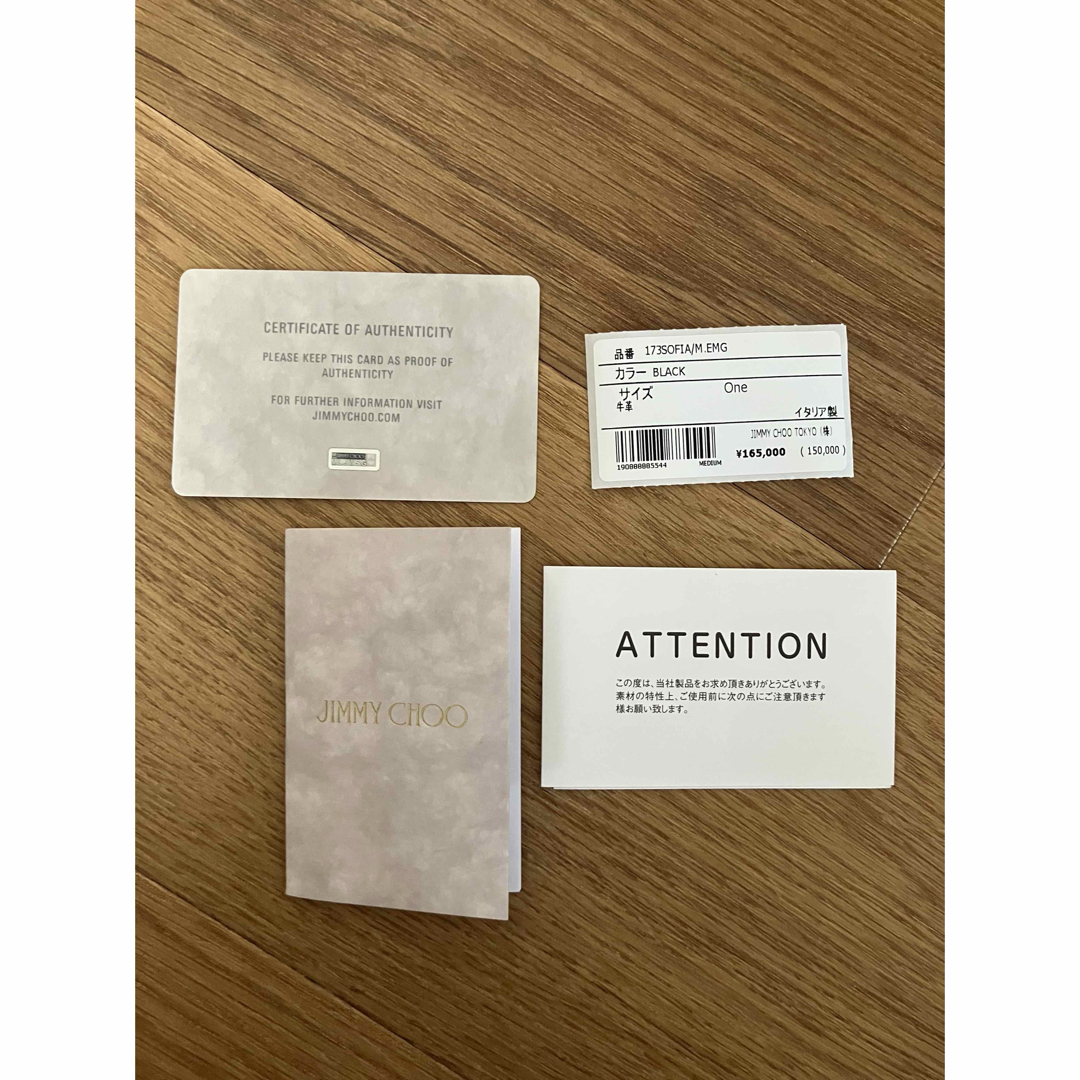 CERTIFICATE OF AUTHENTICITY
PLEASE KEEP THIS CARD AS PROOF OF
AUTHENTICITY
FOR FURTHER INFORMATION VISIT
JIMMYCHOO.COM
品番 173SOFIA/M.EMG
カラー BLACK
サイズ One
牛革
イタリア製
JIMMY CHOO TOKYO (株)
190888885544 MEDIUM ¥165,000 (150,000)
JIMMY CHOO
ATTENTION
この度は、当社製品をお求め頂きありがとうございます。
素材の特性上、ご使用前に次の点にご注意頂きます
様お願い致します。